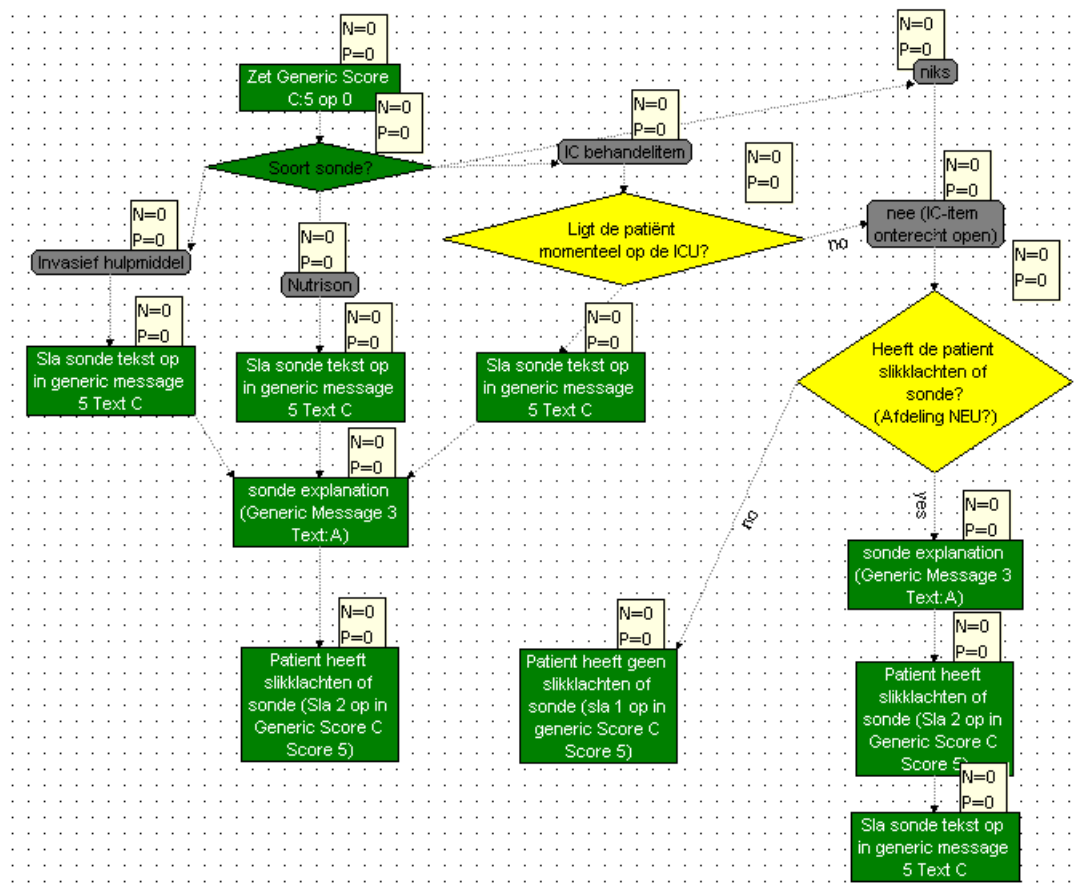 N=0
P=0
Zet Generic Score
C:5 op 0
N=0
P=0
Soort sonde?
N=0
P=0
IC behandelitem
N=0
P=0
niks
N=0
P=0
Ligt de patiënt
momenteel op de ICU?
no
N=0
P=0
nee (IC-item
onterecht open)
N=0
P=0
Invasief hulpmiddel
N=0
P=0
Nutrison
N=0
P=0
Sla sonde tekst op
in generic message
5 Text C
N=0
P=0
Sla sonde tekst op
in generic message
5 Text C
N=0
P=0
Sla sonde tekst op
in generic message
5 Text C
N=0
P=0
Heeft de patient
slikklachten of
sonde?
(Afdeling NEU?)
no
yes
N=0
P=0
sonde explanation
(Generic Message 3
Text:A)
N=0
P=0
sonde explanation
(Generic Message 3
Text:A)
N=0
P=0
Patient heeft
slikklachten of
sonde (Sla 2 op in
Generic Score C
Score 5)
N=0
P=0
Patient heeft geen
slikklachten of
sonde (sla 1 op in
generic Score C
Score 5)
N=0
P=0
Patient heeft
slikklachten of
sonde (Sla 2 op in
Generic Score C
Score 5)
N=0
P=0
Sla sonde tekst op
in generic message
5 Text C